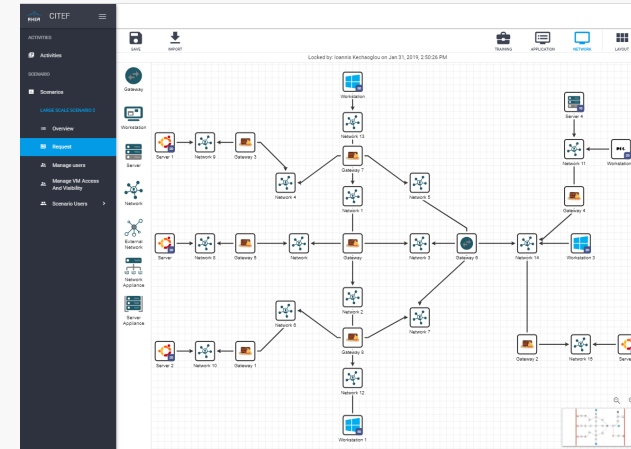 RHEA CITEF
ACTIVITIES
Activities
SCENARIO
Scenarios
LARGE SCALE SCENARIO 2
Overview
Request
Manage users
Manage VM Access
And Visibility
Scenario Users
SAVE
IMPORT
TRAINING
APPLICATION
NETWORK
LAYOUT
Locked by: Ioannis Kechaoglou on Jan 31, 2019, 2:50:26 PM
Gateway
Workstation
Server
Network
External
Network
Network
Appliance
Server
Appliance
Workstation
Server 4
Network 13
Server 1
Network 9
Gateway 3
Gateway 7
Network 11
Workstation
Network 4
Network 5
Network 1
Gateway 4
Server
Network 8
Gateway 5
Network
Gateway
Network 3
Gateway 6
Network 14
Workstation 3
Network 2
Network 6
Network 7
Server 2
Network 10
Gateway 1
Gateway 8
Gateway 2
Network 15
Server
Network 12
Workstation 1